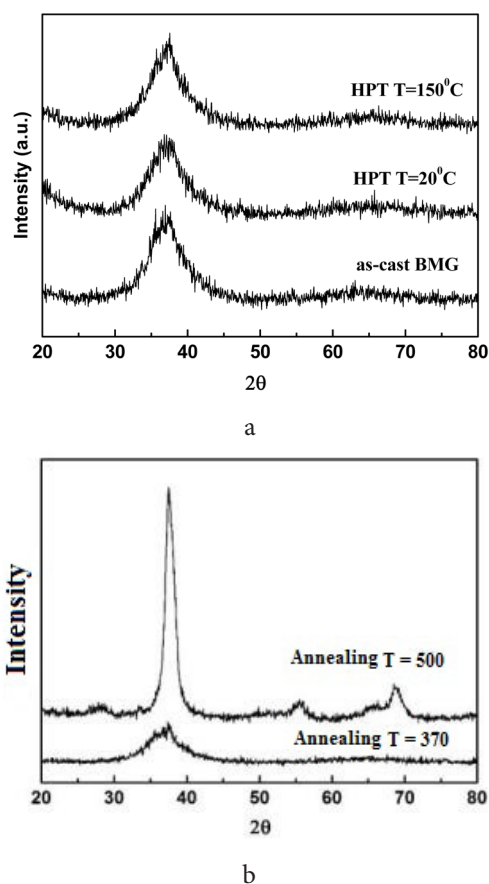 Intensity (a.u.)
HPT T=150⁰C
HPT T=20⁰C
as-cast BMG
20 30 40 50 60 70 80
2θ
a
Intensity
Annealing T = 500
Annealing T = 370
20 30 40 50 60 70 80
2θ
b